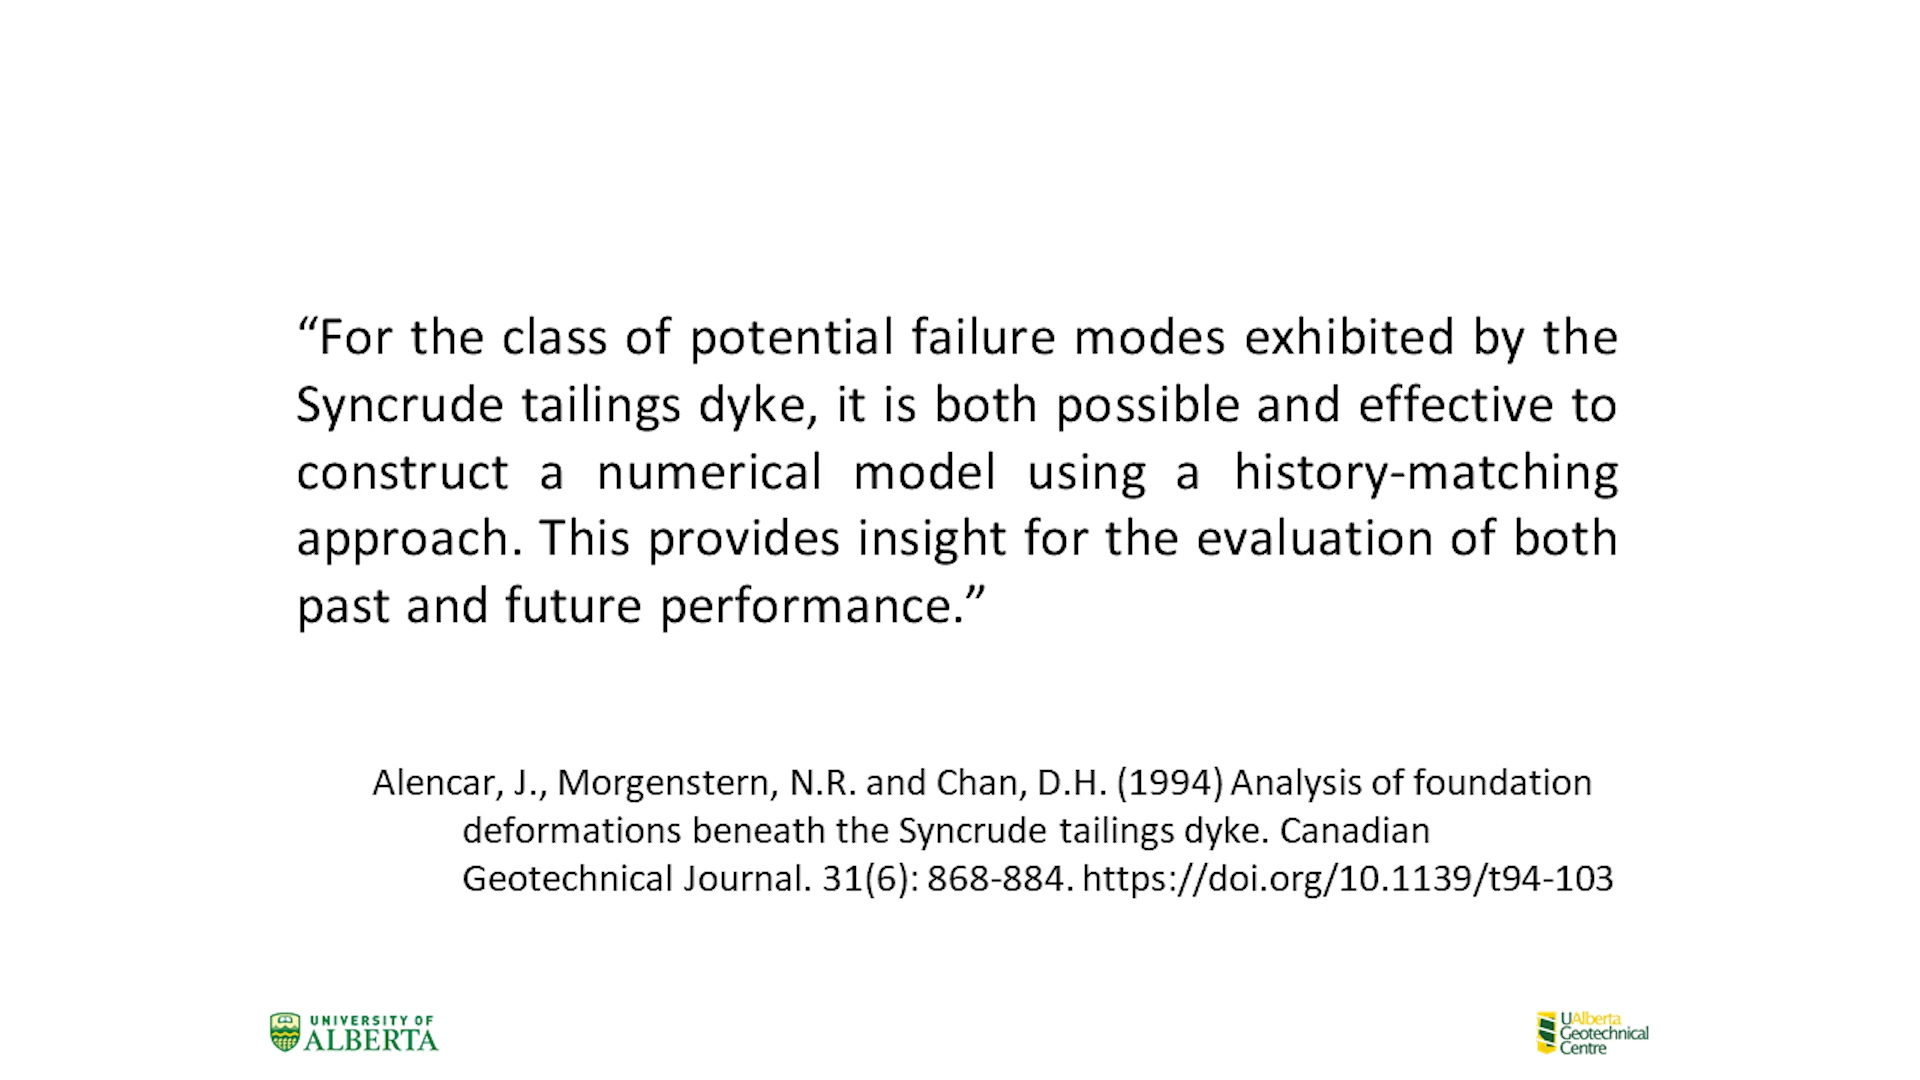 “For the class of potential failure modes exhibited by the
Syncrude tailings dyke, it is both possible and effective to
construct a numerical model using a history-matching
approach. This provides insight for the evaluation of both
past and future performance.”
Alencar, J., Morgenstern, N.R. and Chan, D.H. (1994) Analysis of foundation
deformations beneath the Syncrude tailings dyke. Canadian
Geotechnical Journal. 31(6): 868-884. https://doi.org/10.1139/t94-103
UNIVERSITY OF
ALBERTA
UAlberta
Geotechnical
Centre